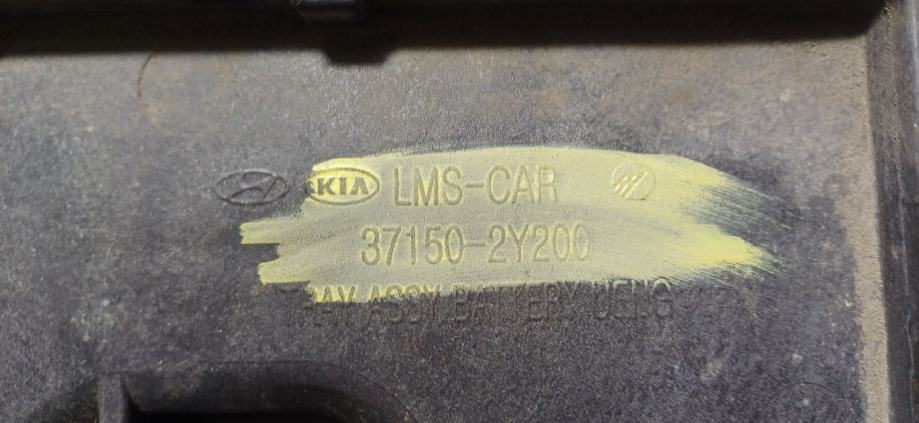 KIA LMS-CAR
37150-2Y200
TRAY ASSY BATTERY